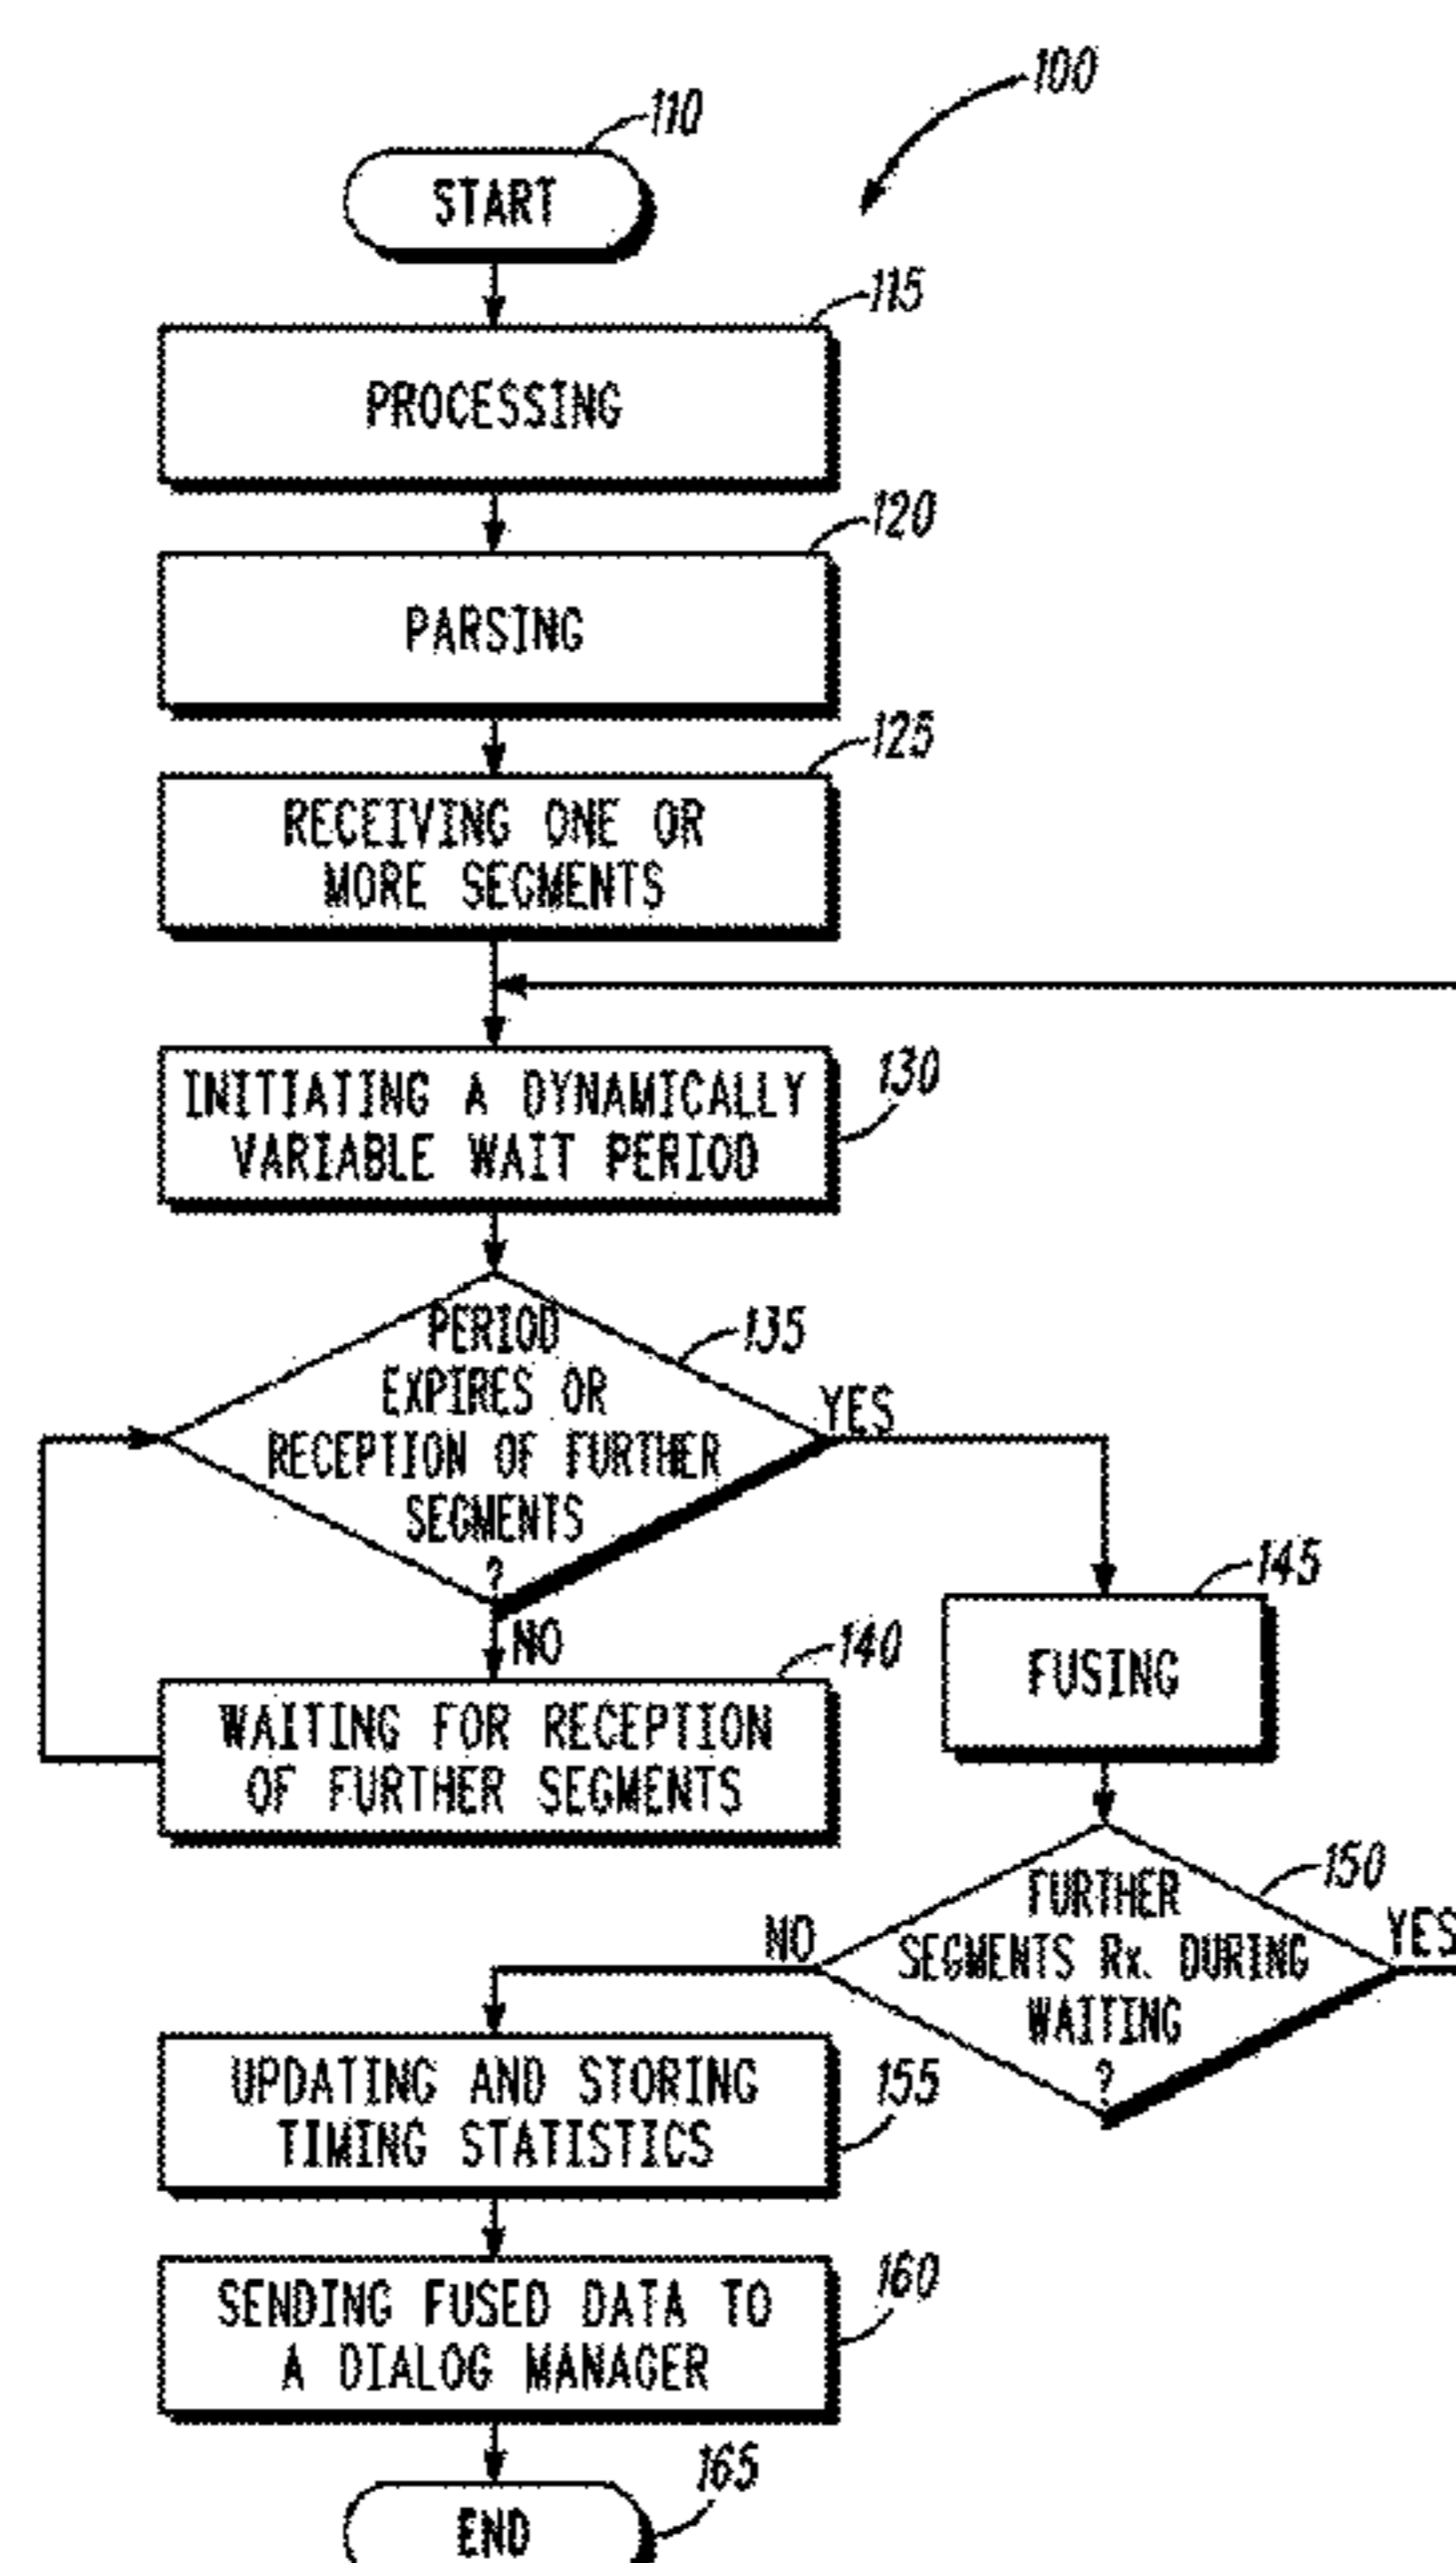 100
110
START
115
PROCESSING
120
PARSING
125
RECEIVING ONE OR
MORE SEGMENTS
130
INITIATING A DYNAMICALLY
VARIABLE WAIT PERIOD
135
PERIOD
EXPIRES OR
RECEPTION OF FURTHER
SEGMENTS
?
YES
NO
140
WAITING FOR RECEPTION
OF FURTHER SEGMENTS
145
FUSING
150
FURTHER
SEGMENTS Rx. DURING
WAITING
?
NO
YES
155
UPDATING AND STORING
TIMING STATISTICS
160
SENDING FUSED DATA TO
A DIALOG MANAGER
165
END